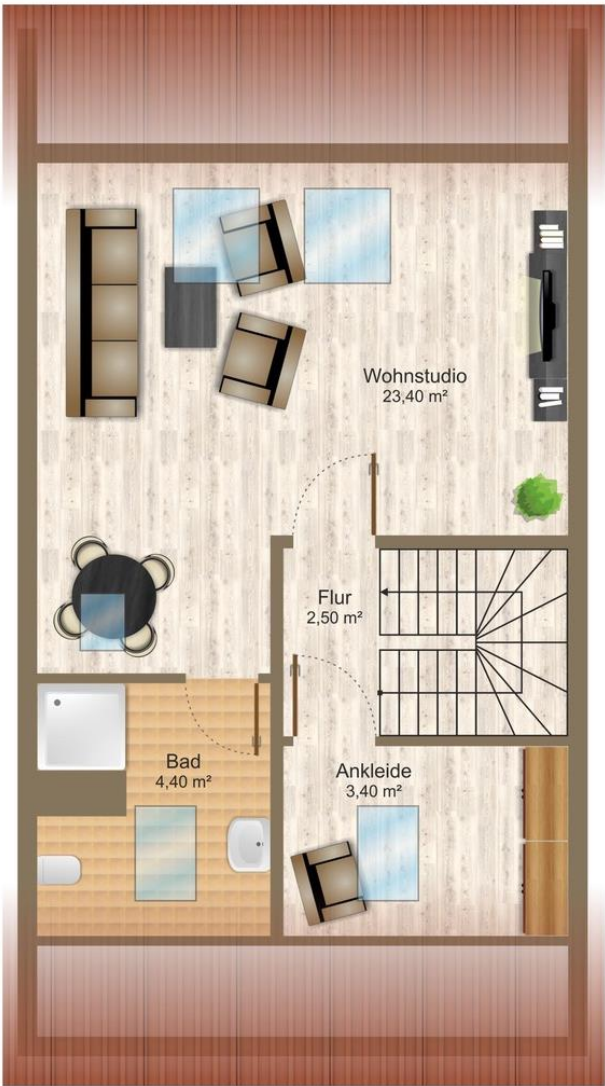 Wohnstudio
23,40 m²
Flur
2,50 m²
Bad
4,40 m²
Ankleide
3,40 m²